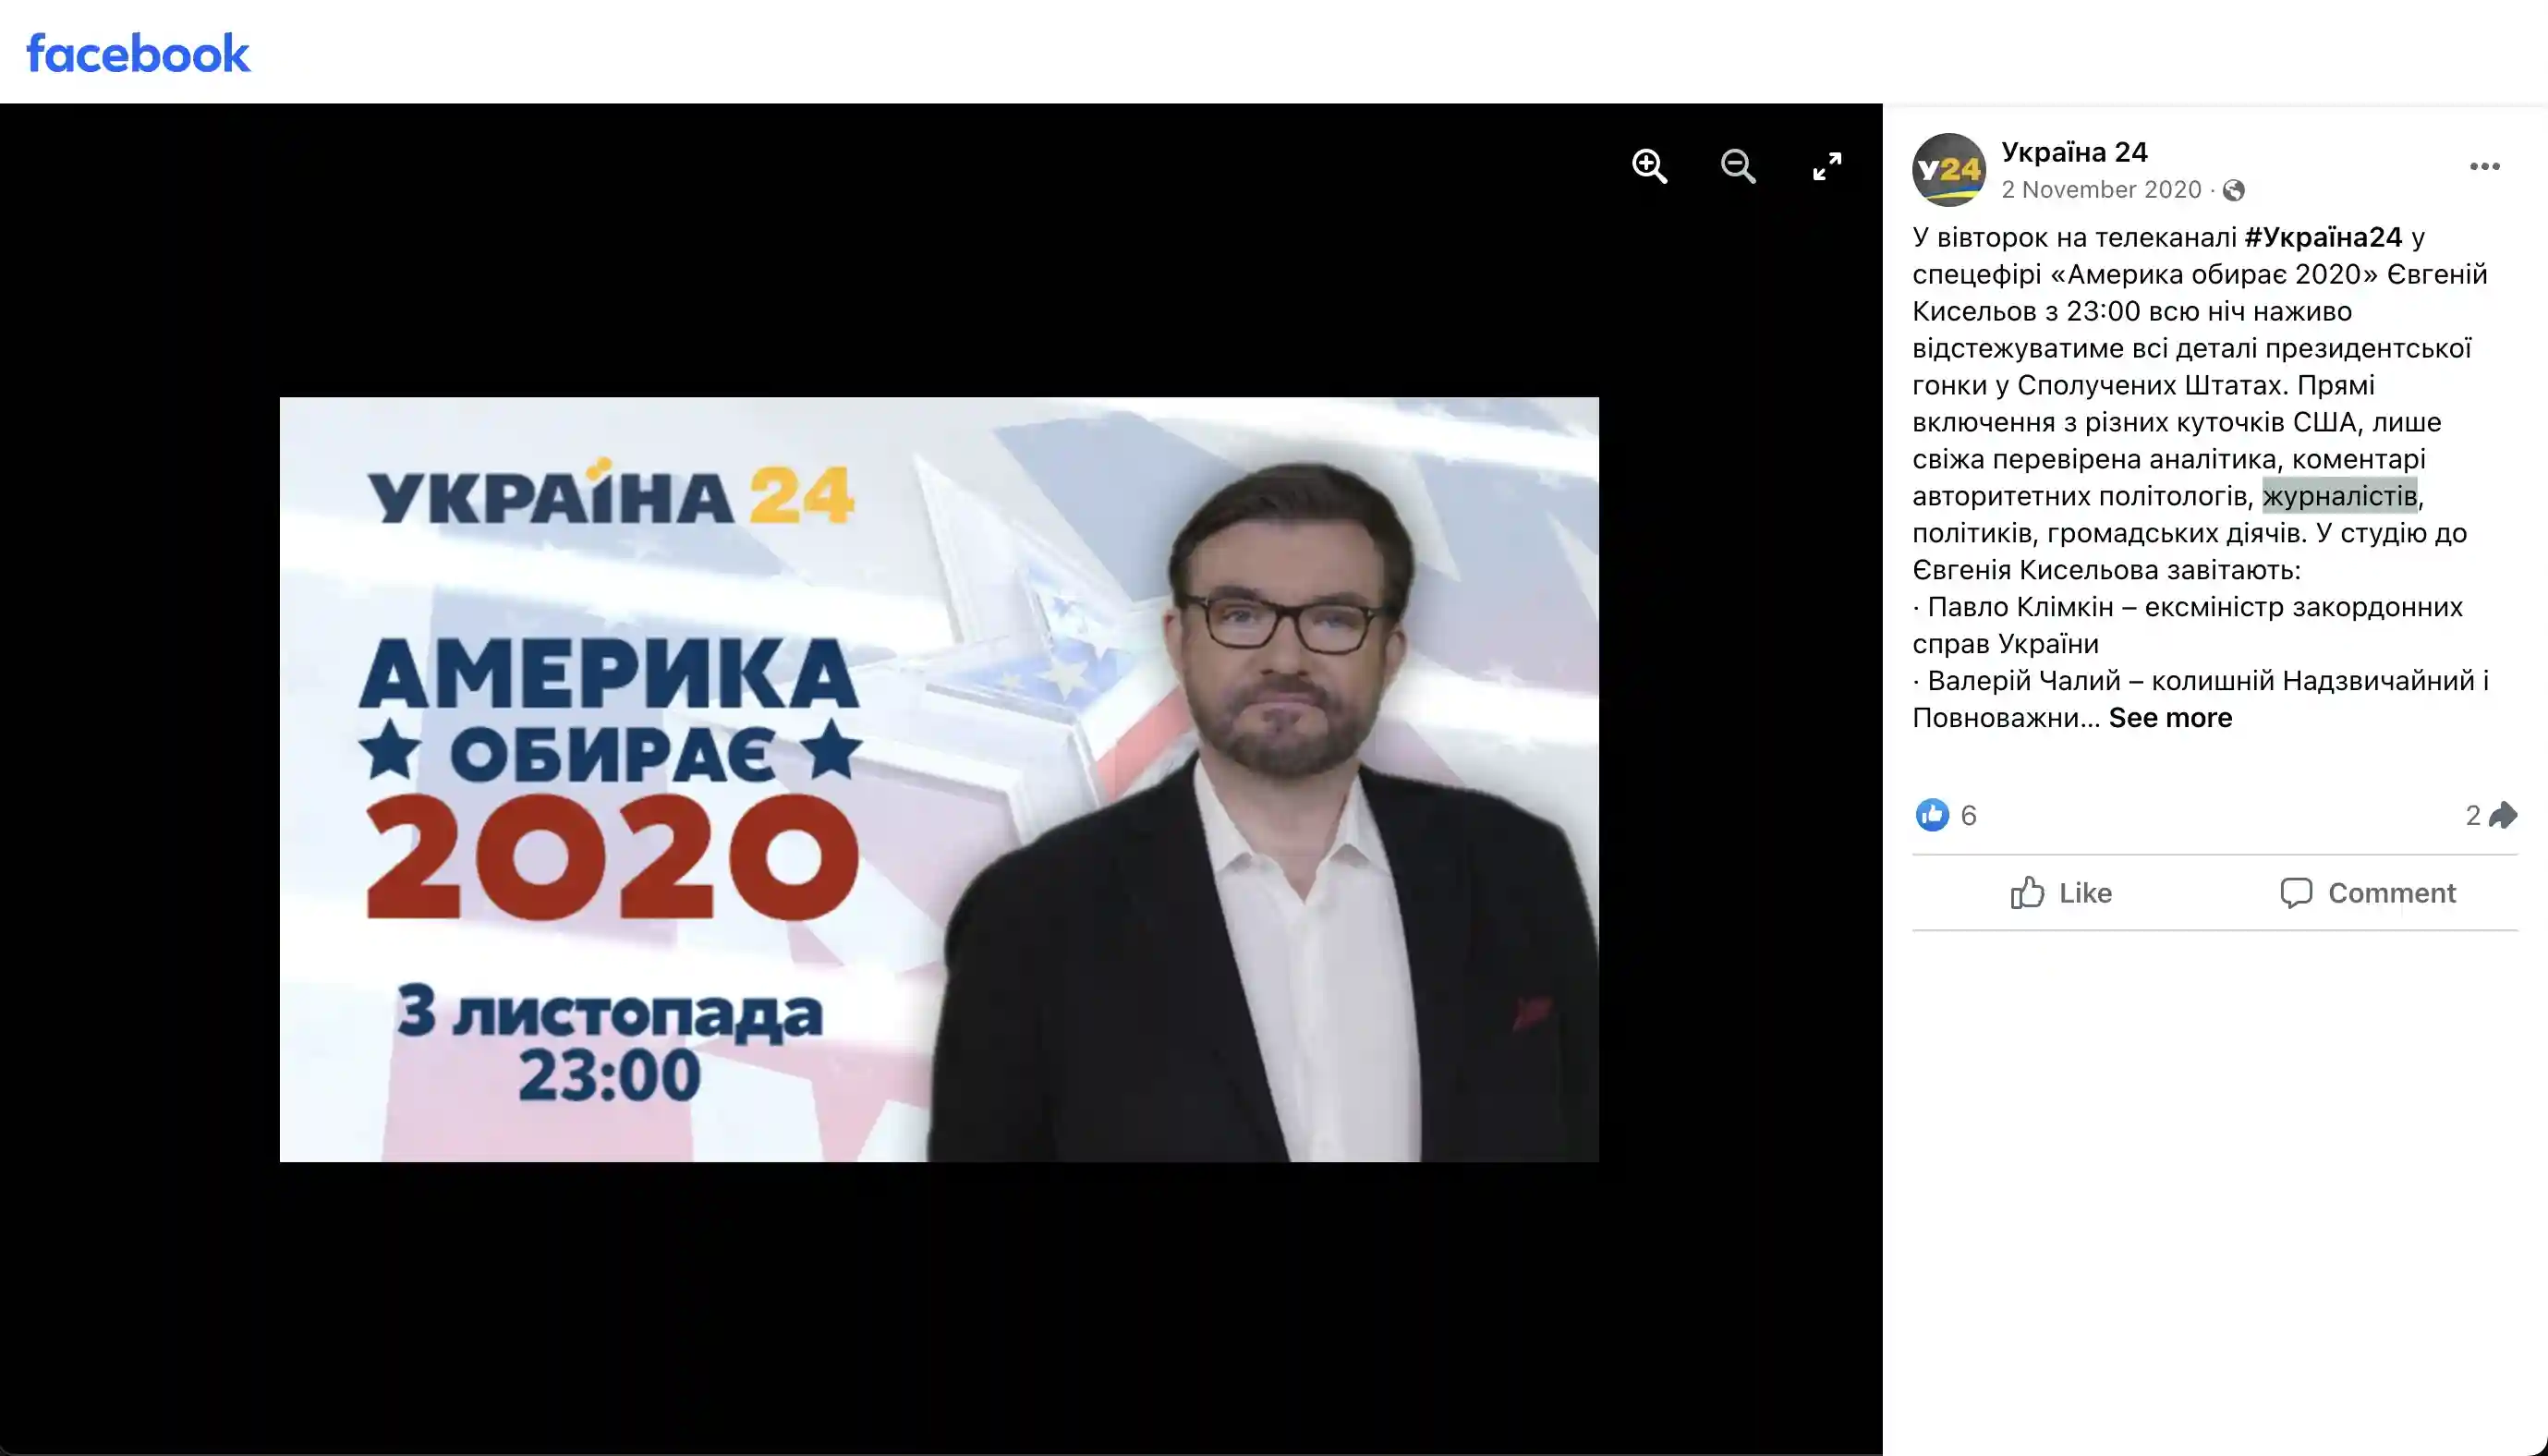 facebook
УКРАЇНА 24
АМЕРИКА
ОБИРАЄ
2020
3 листопада
23:00
У24
Україна 24
2 November 2020 ·
У вівторок на телеканалі #Україна24 у
спецефірі «Америка обирає 2020» Євгеній
Кисельов з 23:00 всю ніч наживо
відстежуватиме всі деталі президентської
гонки у Сполучених Штатах. Прямі
включення з різних куточків США, лише
свіжа перевірена аналітика, коментарі
авторитетних політологів, журналістів,
політиків, громадських діячів. У студію до
Євгенія Кисельова завітають:
· Павло Клімкін – ексміністр закордонних
справ України
· Валерій Чалий – колишній Надзвичайний і
Повноважни... See more
6
2
Like
Comment